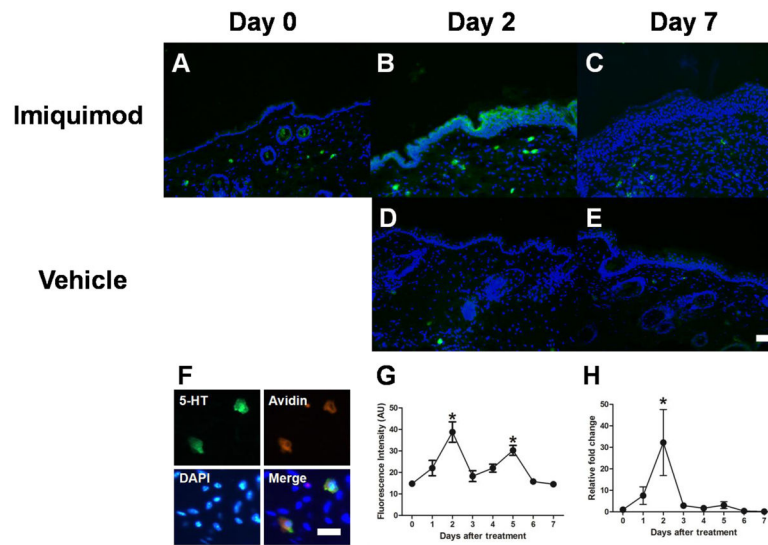 Day 0 Day 2 Day 7
Imiquimod
A B C
Vehicle
D E
F
5-HT Avidin
DAPI Merge
G
Fluorescence Intensity (AU)
50
40
30
20
10
0
* *
0 1 2 3 4 5 6 7
Days after treatment
H
Relative fold change
50
40
30
20
10
0
*
0 1 2 3 4 5 6 7
Days after treatment